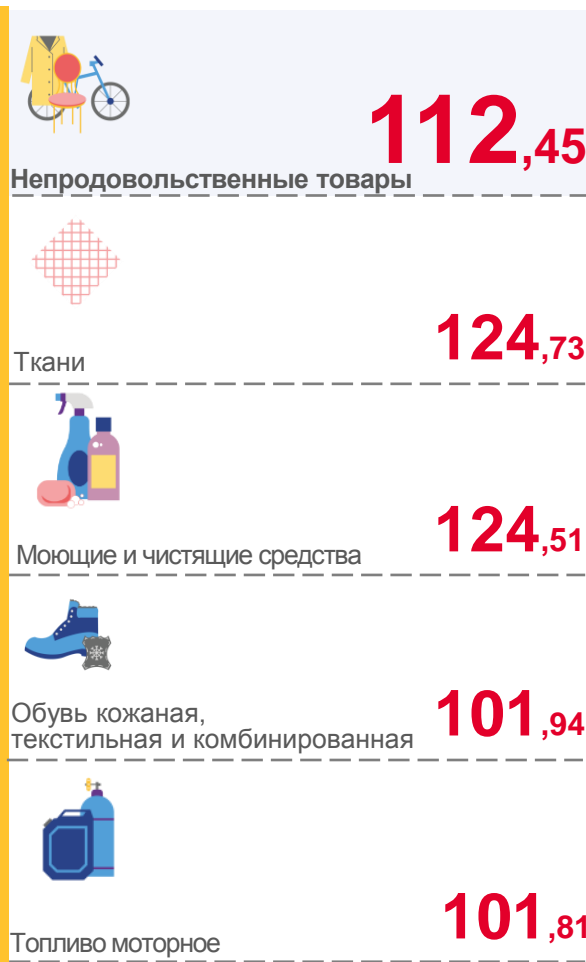 112,45
Непродовольственные товары
124,73
Ткани
124,51
Моющие и чистящие средства
101,94
Обувь кожаная,
текстильная и комбинированная
101,81
Топливо моторное